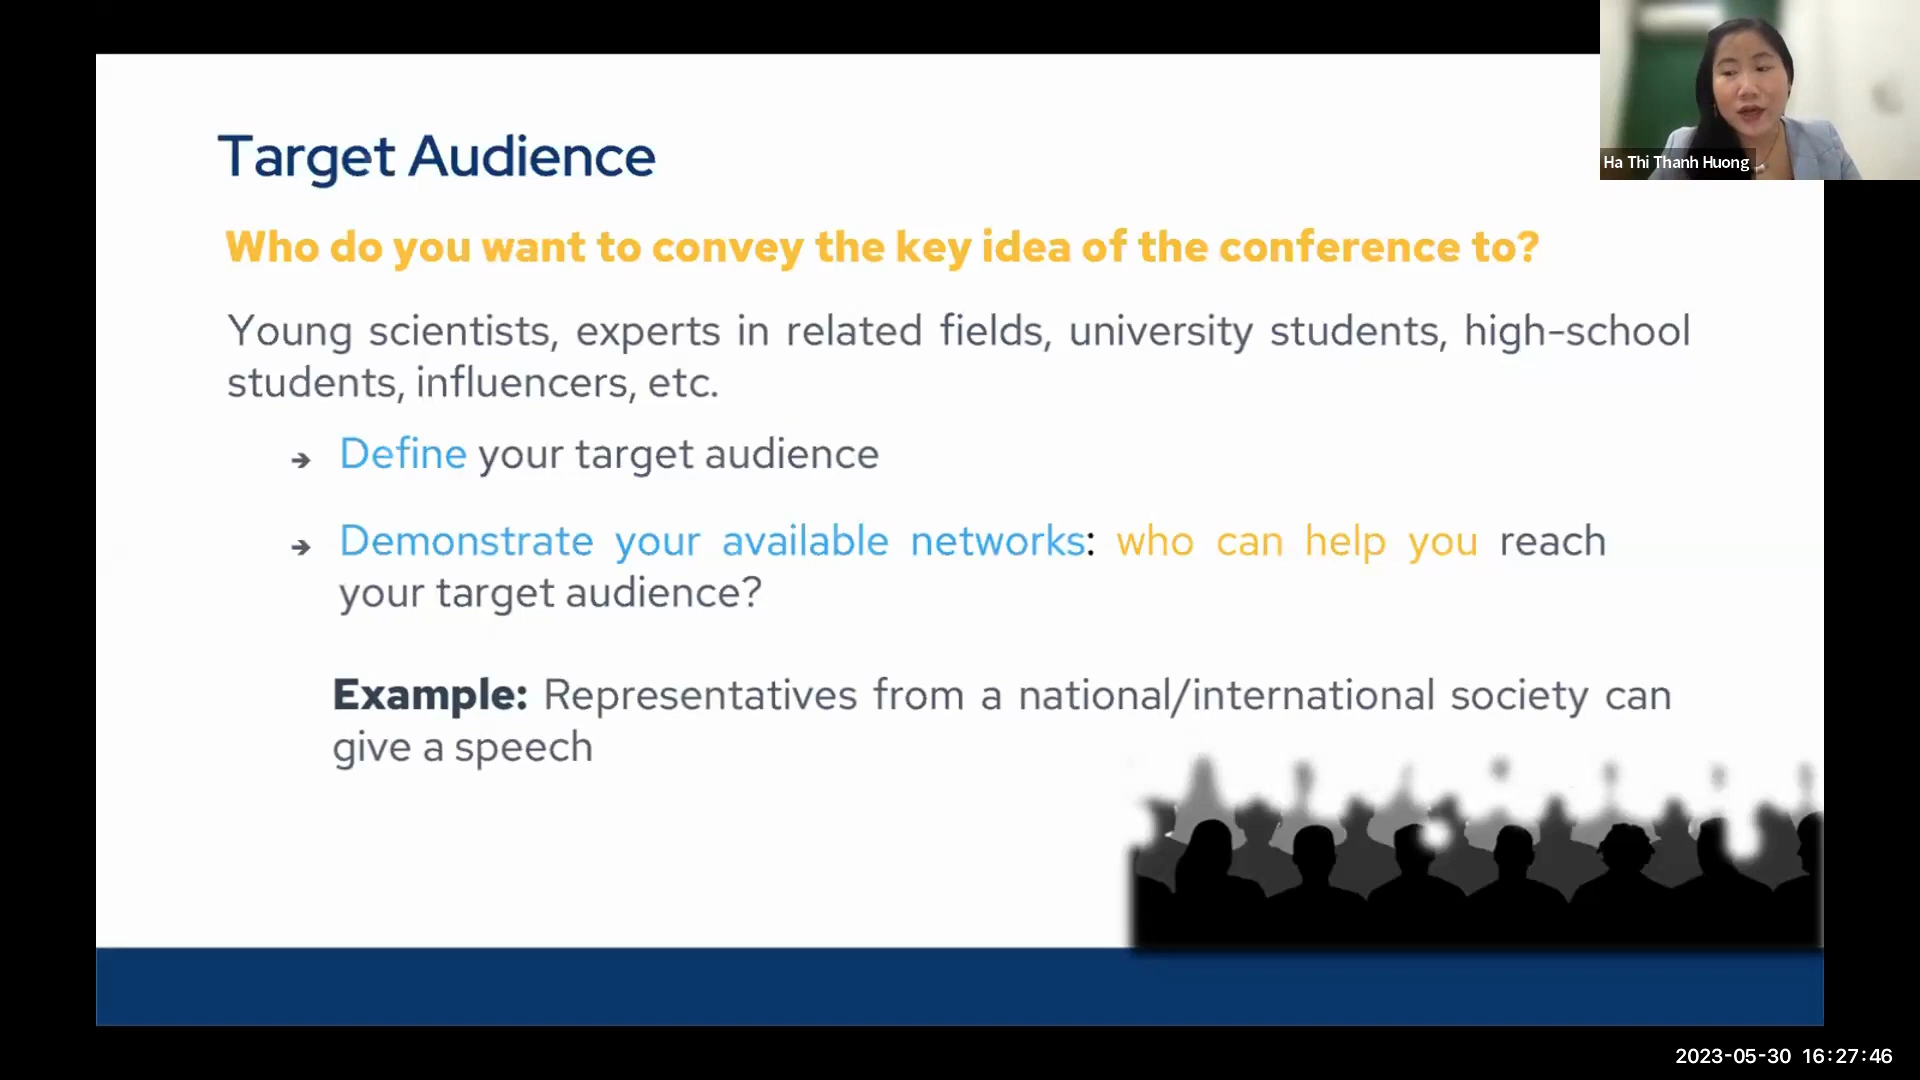 Target Audience
Who do you want to convey the key idea of the conference to?
Young scientists, experts in related fields, university students, high-school
students, influencers, etc.
➔ Define your target audience
➔ Demonstrate your available networks: who can help you reach
your target audience?
Example: Representatives from a national/international society can
give a speech
Ha Thi Thanh Huong
2023-05-30 16:27:46